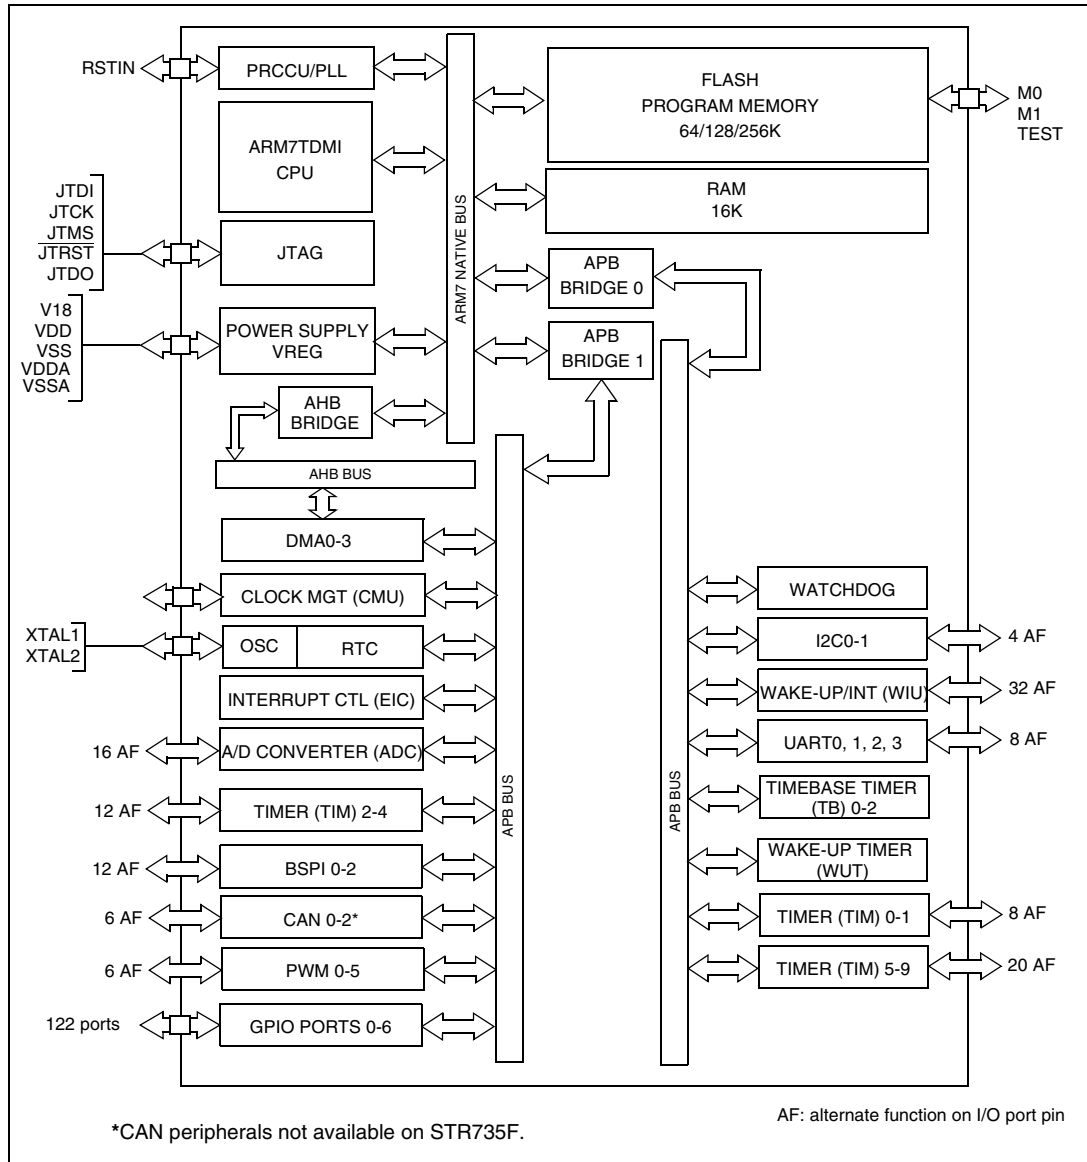 RSTIN
PRCCU/PLL
FLASH
PROGRAM MEMORY
64/128/256K
M0
M1
TEST
ARM7TDMI
CPU
RAM
16K
ARM7 NATIVE BUS
JTDI
JTCK
JTMS
JTRST
JTDO
JTAG
APB
BRIDGE 0
V18
VDD
VSS
VDDA
VSSA
POWER SUPPLY
VREG
APB
BRIDGE 1
AHB
BRIDGE
AHB BUS
DMA0-3
CLOCK MGT (CMU)
XTAL1
XTAL2
OSC
RTC
INTERRUPT CTL (EIC)
16 AF
A/D CONVERTER (ADC)
12 AF
TIMER (TIM) 2-4
12 AF
BSPI 0-2
6 AF
CAN 0-2*
6 AF
PWM 0-5
122 ports
GPIO PORTS 0-6
APB BUS
APB BUS
WATCHDOG
I2C0-1
4 AF
WAKE-UP/INT (WIU)
32 AF
UART0, 1, 2, 3
8 AF
TIMEBASE TIMER
(TB) 0-2
WAKE-UP TIMER
(WUT)
TIMER (TIM) 0-1
8 AF
TIMER (TIM) 5-9
20 AF
*CAN peripherals not available on STR735F.
AF: alternate function on I/O port pin